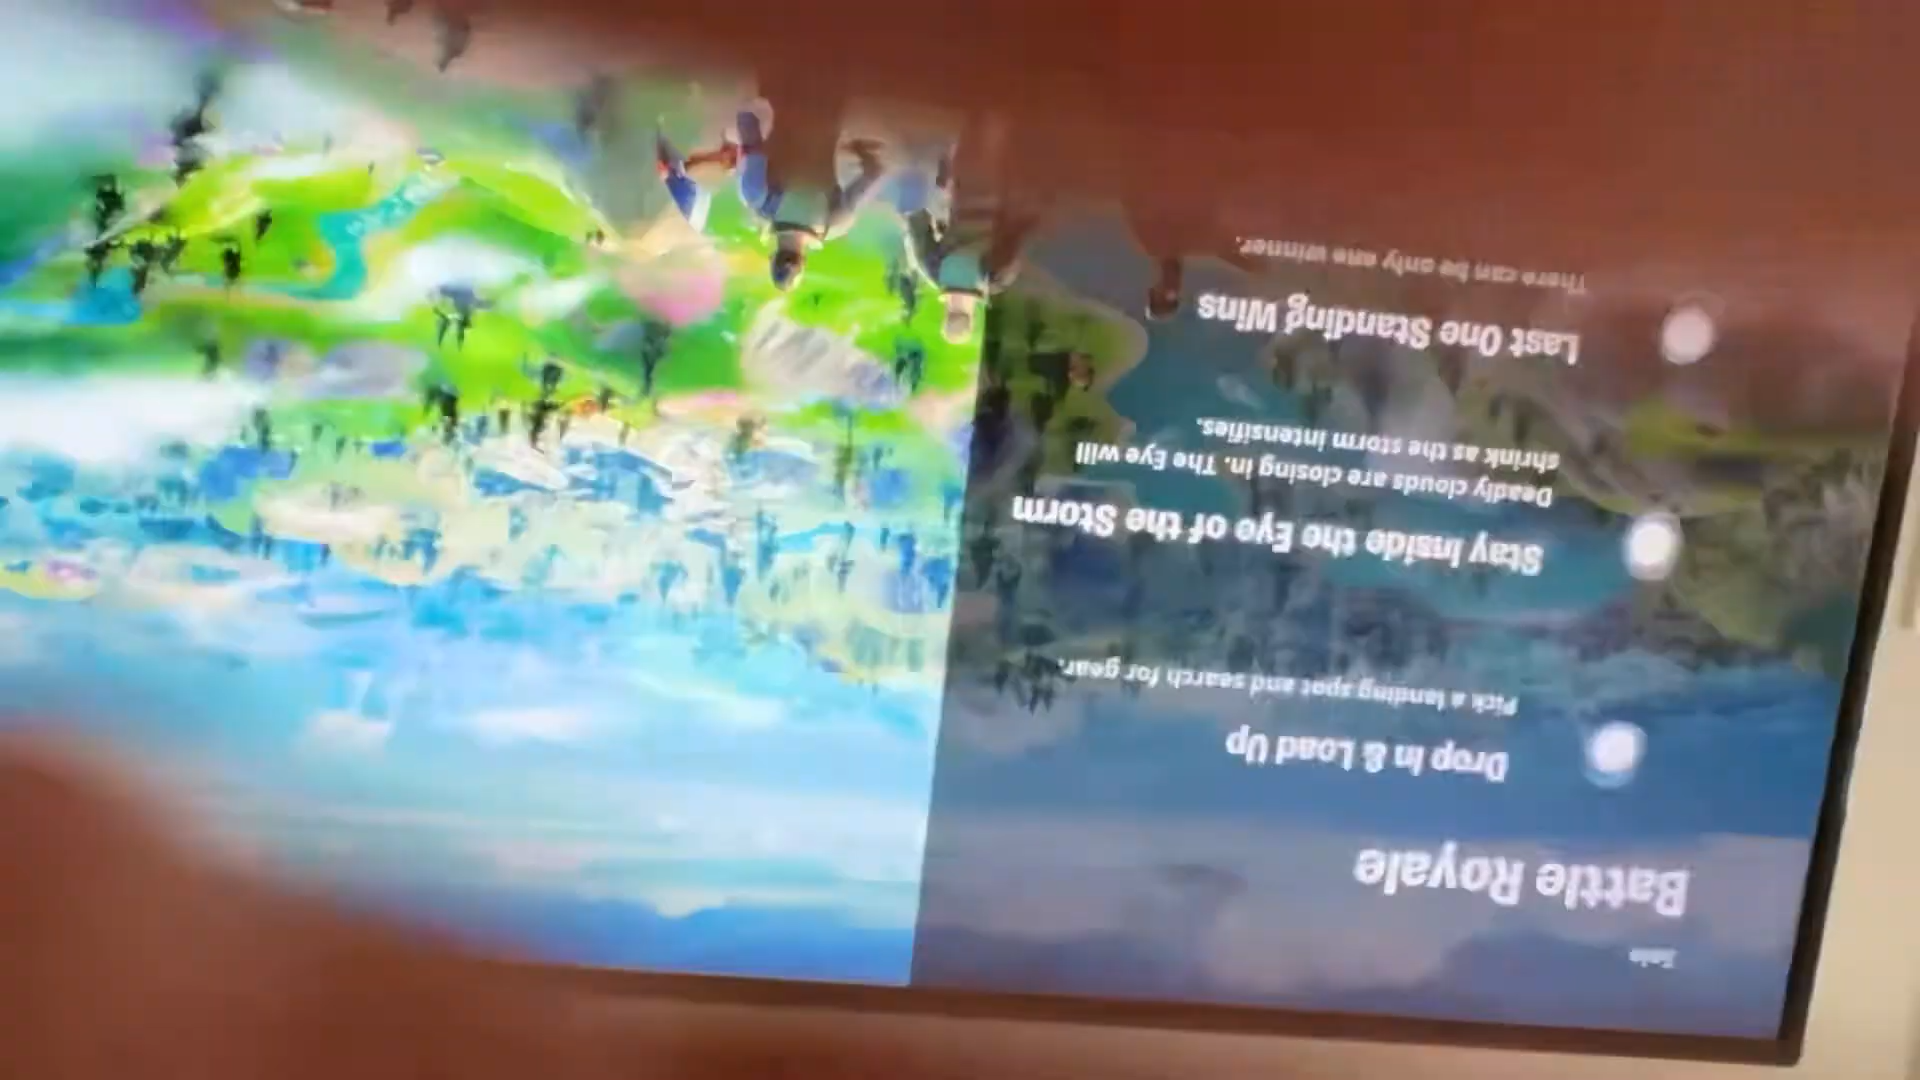 Solo
Battle Royale
Drop In & Load Up
Pick a landing spot and search for gear.
Stay Inside the Eye of the Storm
Deadly clouds are closing in. The Eye will
shrink as the storm intensifies.
Last One Standing Wins
There can be only one winner.